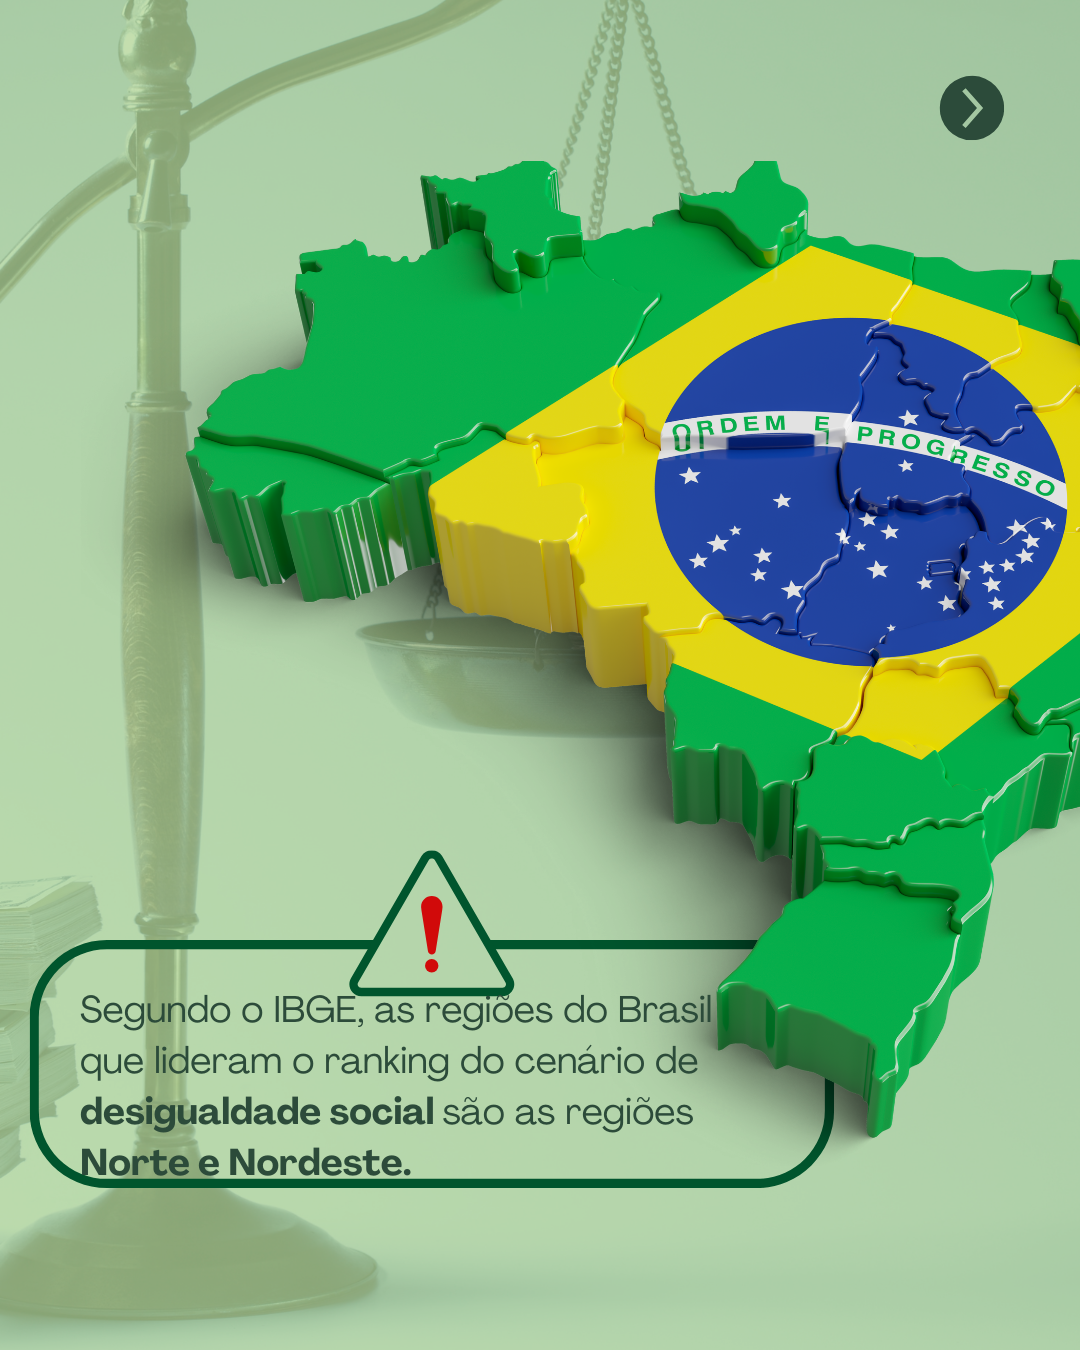 ORDEM E PROGRESSO
!
Segundo o IBGE, as regiões do Brasil
que lideram o ranking do cenário de
desigualdade social são as regiões
Norte e Nordeste.